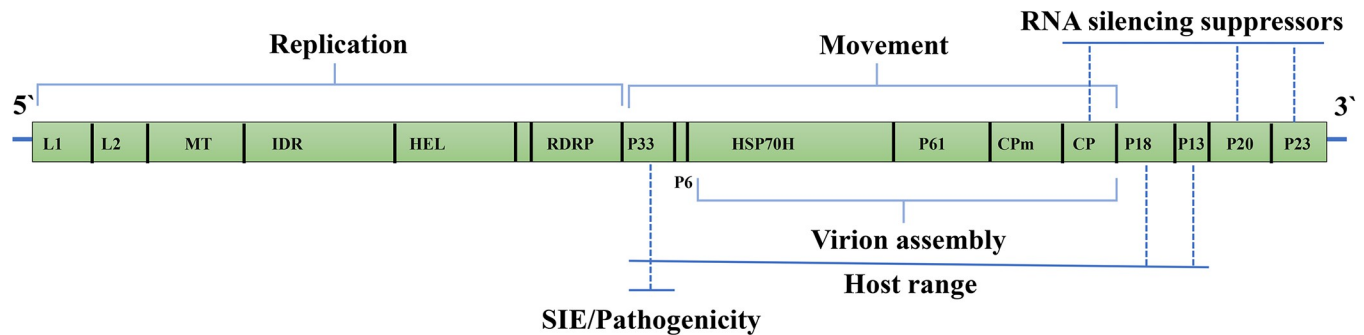 RNA silencing suppressors
Replication
Movement
5`
3`
L1 L2 MT IDR HEL RDRP P33 HSP70H P61 CPm CP P18 P13 P20 P23
P6
Virion assembly
Host range
SIE/Pathogenicity